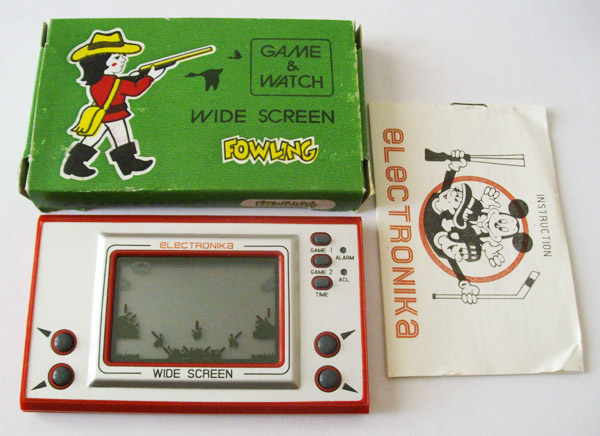 GAME
&
WATCH
WIDE SCREEN
FOWLING
ELECTRONIKA
GAME 1
ALARM
GAME 2
ACL
TIME
WIDE SCREEN
ELECTRONIKA
INSTRUCTION